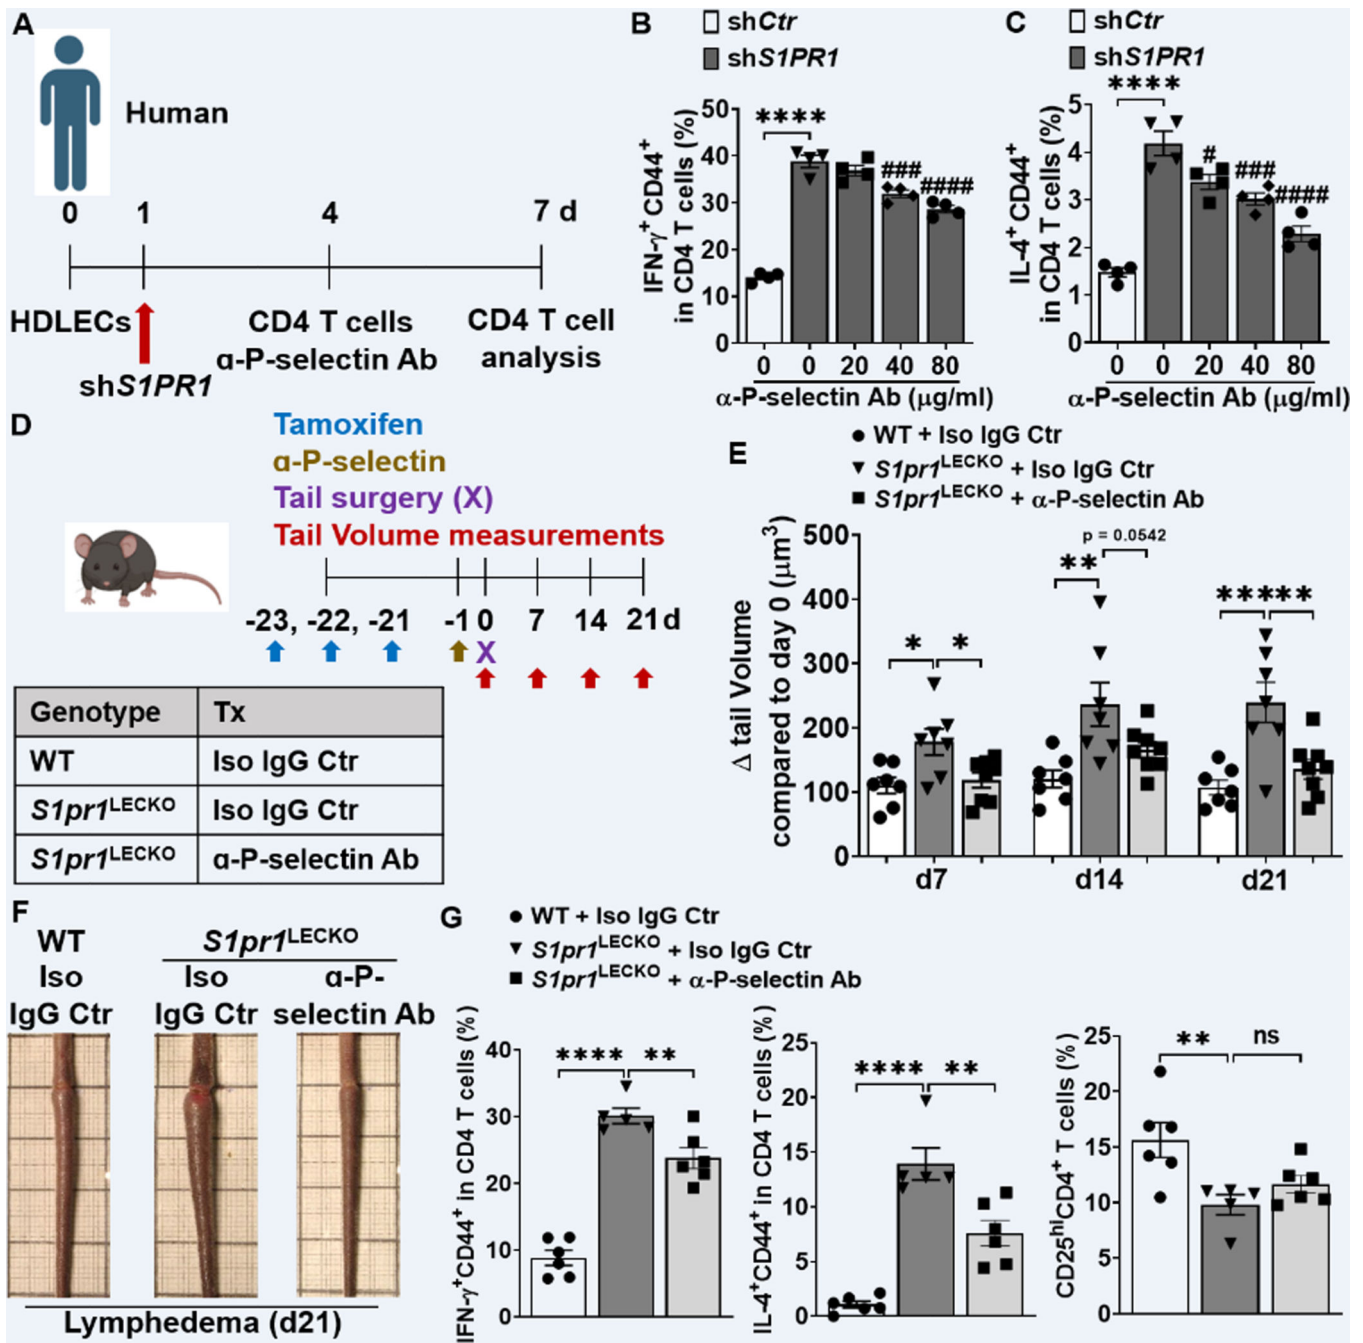 A
Human
0 1 4 7 d
HDLECs
shS1PR1
CD4 T cells
α-P-selectin Ab
CD4 T cell
analysis
B
shCtr
shS1PR1
IFN-γ+ CD44+
in CD4 T cells (%)
50
40
30
20
10
0
****
###
####
0 0 20 40 80
α-P-selectin Ab (μg/ml)
C
shCtr
shS1PR1
IL-4+ CD44+
in CD4 T cells (%)
5
4
3
2
1
0
****
#
###
####
0 0 20 40 80
α-P-selectin Ab (μg/ml)
D
Tamoxifen
α-P-selectin
Tail surgery (X)
Tail Volume measurements
-23, -22, -21 -1 0 7 14 21 d
X
Genotype Tx
WT Iso IgG Ctr
S1pr1LECKO Iso IgG Ctr
S1pr1LECKO α-P-selectin Ab
E
WT + Iso IgG Ctr
S1pr1LECKO + Iso IgG Ctr
S1pr1LECKO + α-P-selectin Ab
Δ tail Volume
compared to day 0 (μm3)
500
400
300
200
100
0
* *
** p = 0.0542
*****
d7 d14 d21
F
WT S1pr1LECKO
Iso Iso α-P-
IgG Ctr IgG Ctr selectin Ab
Lymphedema (d21)
G
WT + Iso IgG Ctr
S1pr1LECKO + Iso IgG Ctr
S1pr1LECKO + α-P-selectin Ab
IFN-γ+CD44+ in CD4 T cells (%)
40
30
20
10
0
**** **
IL-4+CD44+ in CD4 T cells (%)
25
20
15
10
5
0
**** **
CD25hiCD4+ T cells (%)
25
20
15
10
5
0
** ns